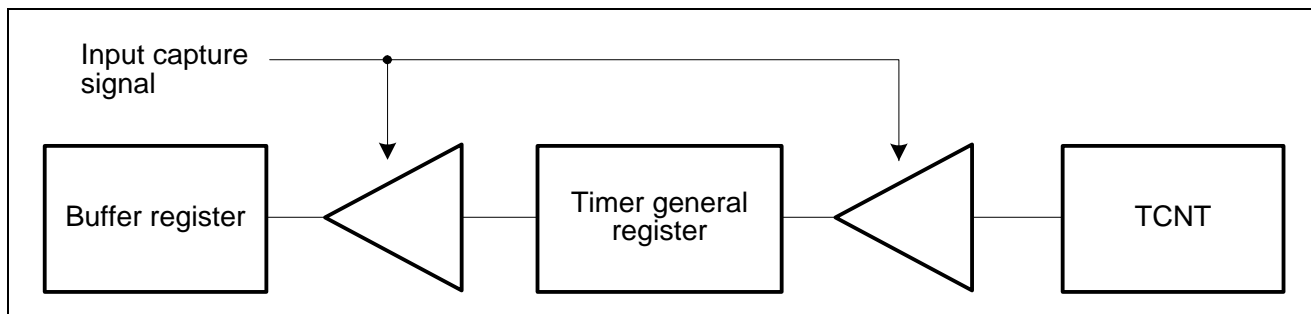 Input capture
signal
Buffer register
Timer general
register
TCNT